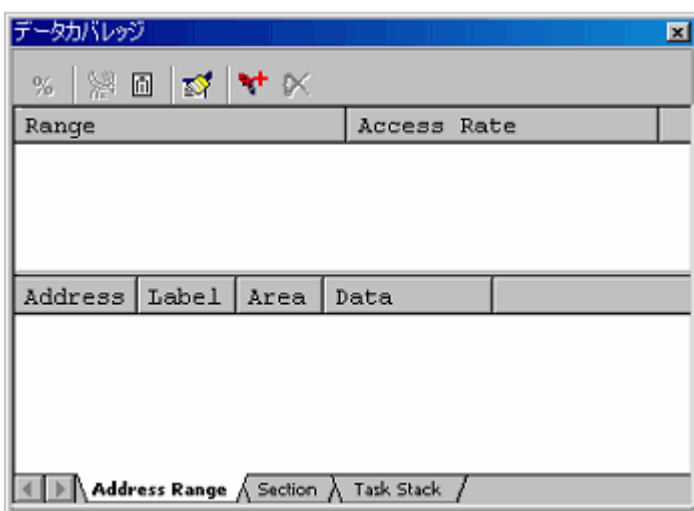 データカバレッジ
%
Range Access Rate
Address Label Area Data
Address Range Section Task Stack